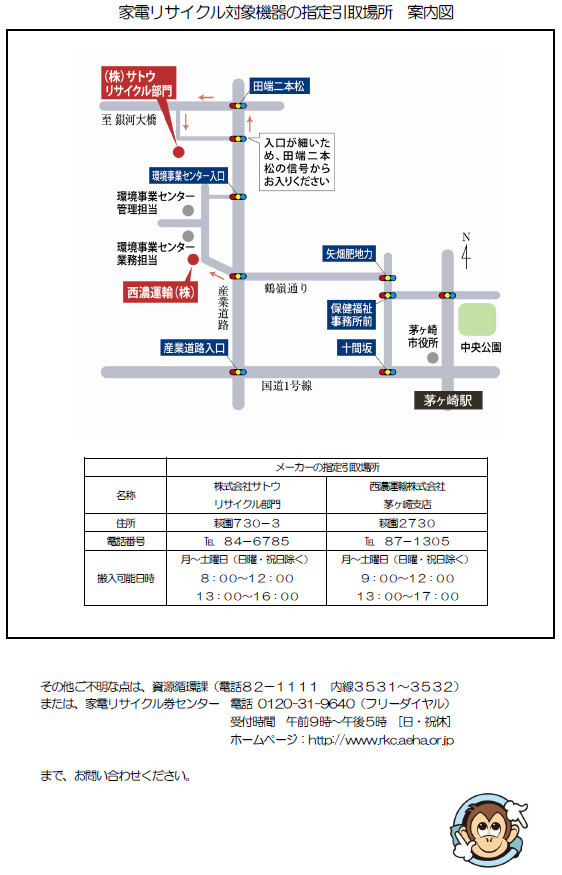 家電リサイクル対象機器の指定引取場所　案内図
(株)サトウ
リサイクル部門
田端二本松
至 銀河大橋
入口が細いた
め、田端二本
松の信号から
お入りください
環境事業センター入口
環境事業センター
管理担当
環境事業センター
業務担当
西濃運輸(株)
産業道路
鶴嶺通り
矢畑肥地力
N
保健福祉
事務所前
茅ヶ崎
市役所
中央公園
産業道路入口
十間坂
国道1号線
茅ヶ崎駅
メーカーの指定引取場所
名称
株式会社サトウ
リサイクル部門
西濃運輸株式会社
茅ヶ崎支店
住所
萩園730-3
萩園2730
電話番号
℡　84-6785
℡　87-1305
搬入可能日時
月～土曜日（日曜・祝日除く）
8：00～12：00
13：00～16：00
月～土曜日（日曜・祝日除く）
9：00～12：00
13：00～17：00
その他ご不明な点は、資源循環課（電話82-1111　内線3531～3532）
または、家電リサイクル券センター　電話 0120-31-9640（フリーダイヤル）
受付時間　午前9時～午後5時　［日・祝休］
ホームページ：http://www.rkc.aeha.or.jp
まで、お問い合わせください。